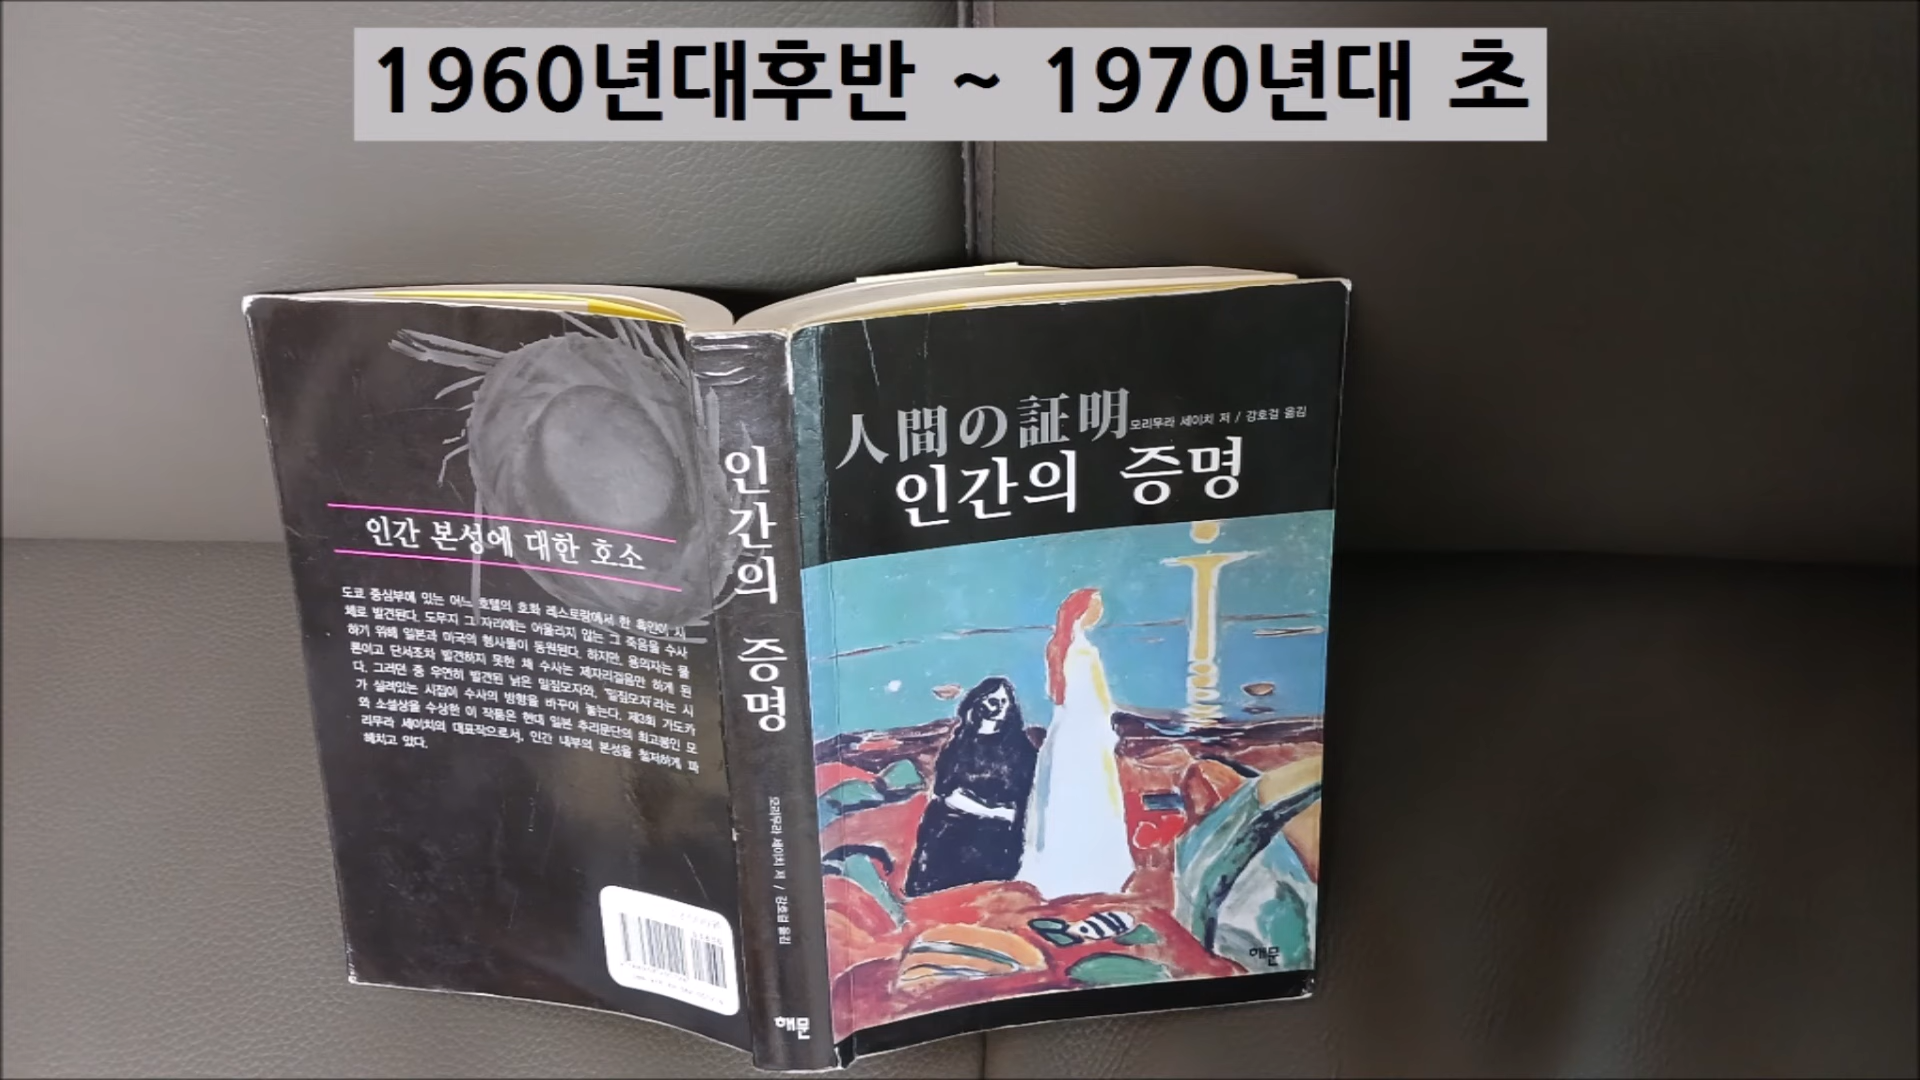 1960년대후반 ~ 1970년대 초
인간 본성에 대한 호소
도쿄 중심부에 있는 어느 호텔의 호화 레스토랑에서 한 흑인이 시
체로 발견된다. 도무지 그 자리에는 어울리지 않는 그 죽음을 수사
하기 위해 일본과 미국의 형사들이 동원된다. 하지만, 용의자는 물
론이고 단서조차 발견하지 못한 채 수사는 제자리걸음만 하게 된
다. 그러던 중 우연히 발견된 낡은 밀짚모자와, '밀짚모자'라는 시
가 실려있는 시집이 수사의 방향을 바꾸어 놓는다. 제3회 가도카
와 소설상을 수상한 이 작품은 현대 일본 추리문단의 최고봉인 모
리무라 세이치의 대표작으로서, 인간 내부의 본성을 철저하게 파
헤치고 있다.
인간의 증명
모리무라 세이치 저 / 강호걸 옮김
해문
人間の証明
모리무라 세이치 저 / 강호걸 옮김
인간의 증명
해문